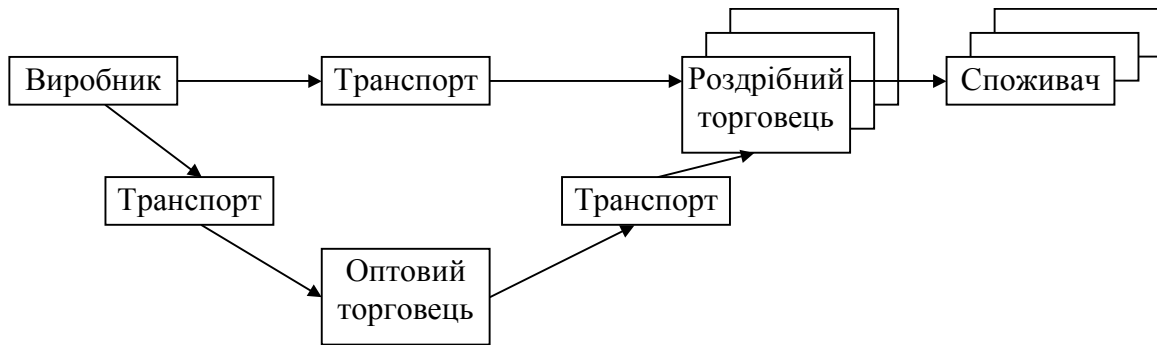 Виробник
Транспорт
Роздрібний
торговець
Споживач
Транспорт
Транспорт
Оптовий
торговець